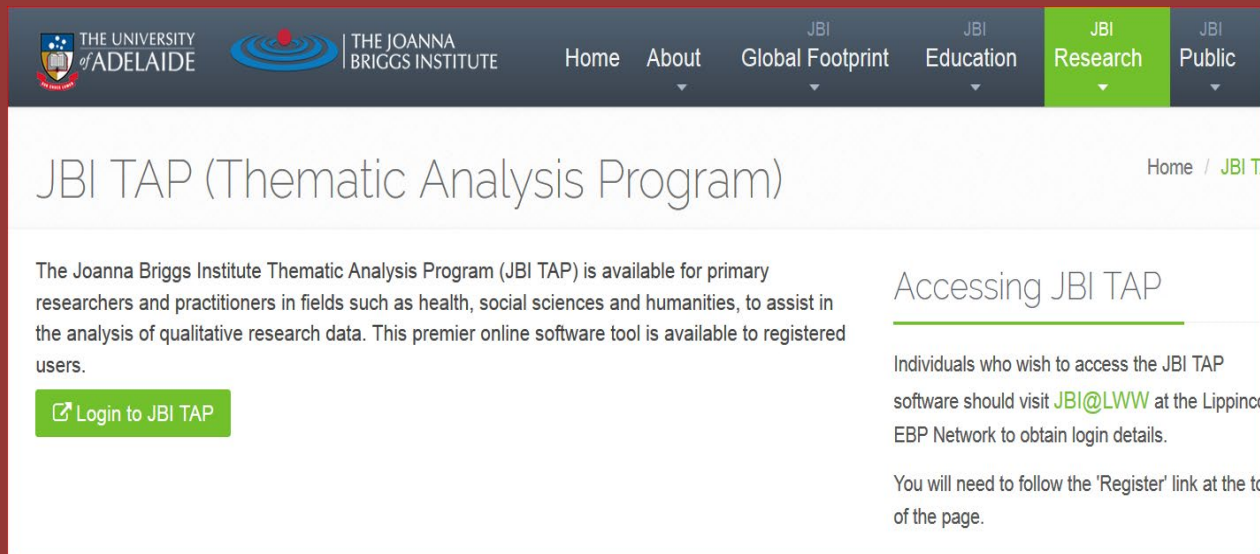 THE UNIVERSITY
of ADELAIDE
THE JOANNA
BRIGGS INSTITUTE
Home
About
JBI
Global Footprint
JBI
Education
JBI
Research
JBI
Public
JBI TAP (Thematic Analysis Program)
Home / JBI
The Joanna Briggs Institute Thematic Analysis Program (JBI TAP) is available for primary
researchers and practitioners in fields such as health, social sciences and humanities, to assist in
the analysis of qualitative research data. This premier online software tool is available to registered
users.
Login to JBI TAP
Accessing JBI TAP
Individuals who wish to access the JBI TAP
software should visit JBI@LWW at the
EBP Network to obtain login details.
You will need to follow the 'Register' link at the
of the page.